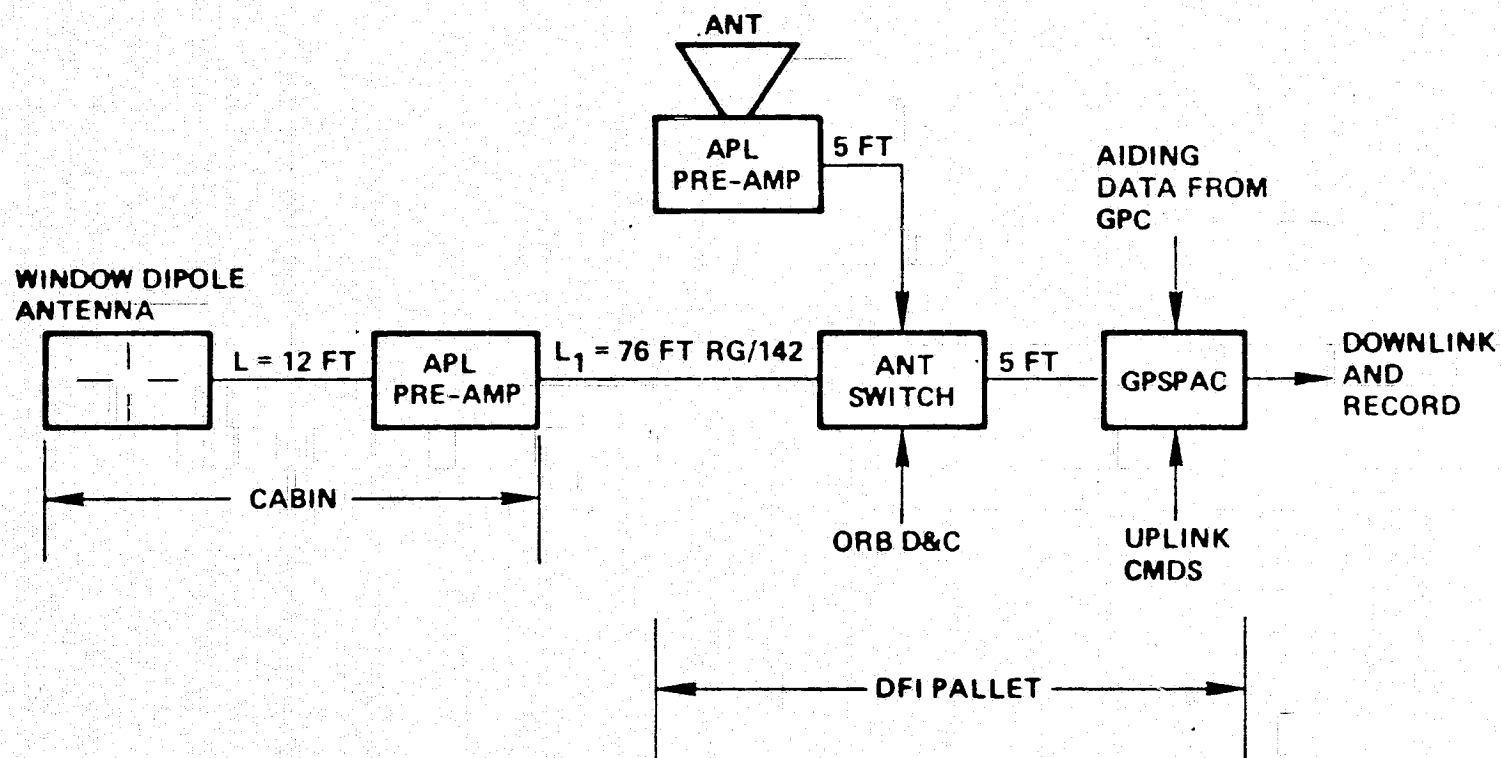 ANT
APL
PRE-AMP
5 FT
AIDING
DATA FROM
GPC
WINDOW DIPOLE
ANTENNA
L = 12 FT
APL
PRE-AMP
L₁ = 76 FT RG/142
ANT
SWITCH
5 FT
GPSPAC
DOWNLINK
AND
RECORD
CABIN
ORB D&C
UPLINK
CMDS
DFI PALLET